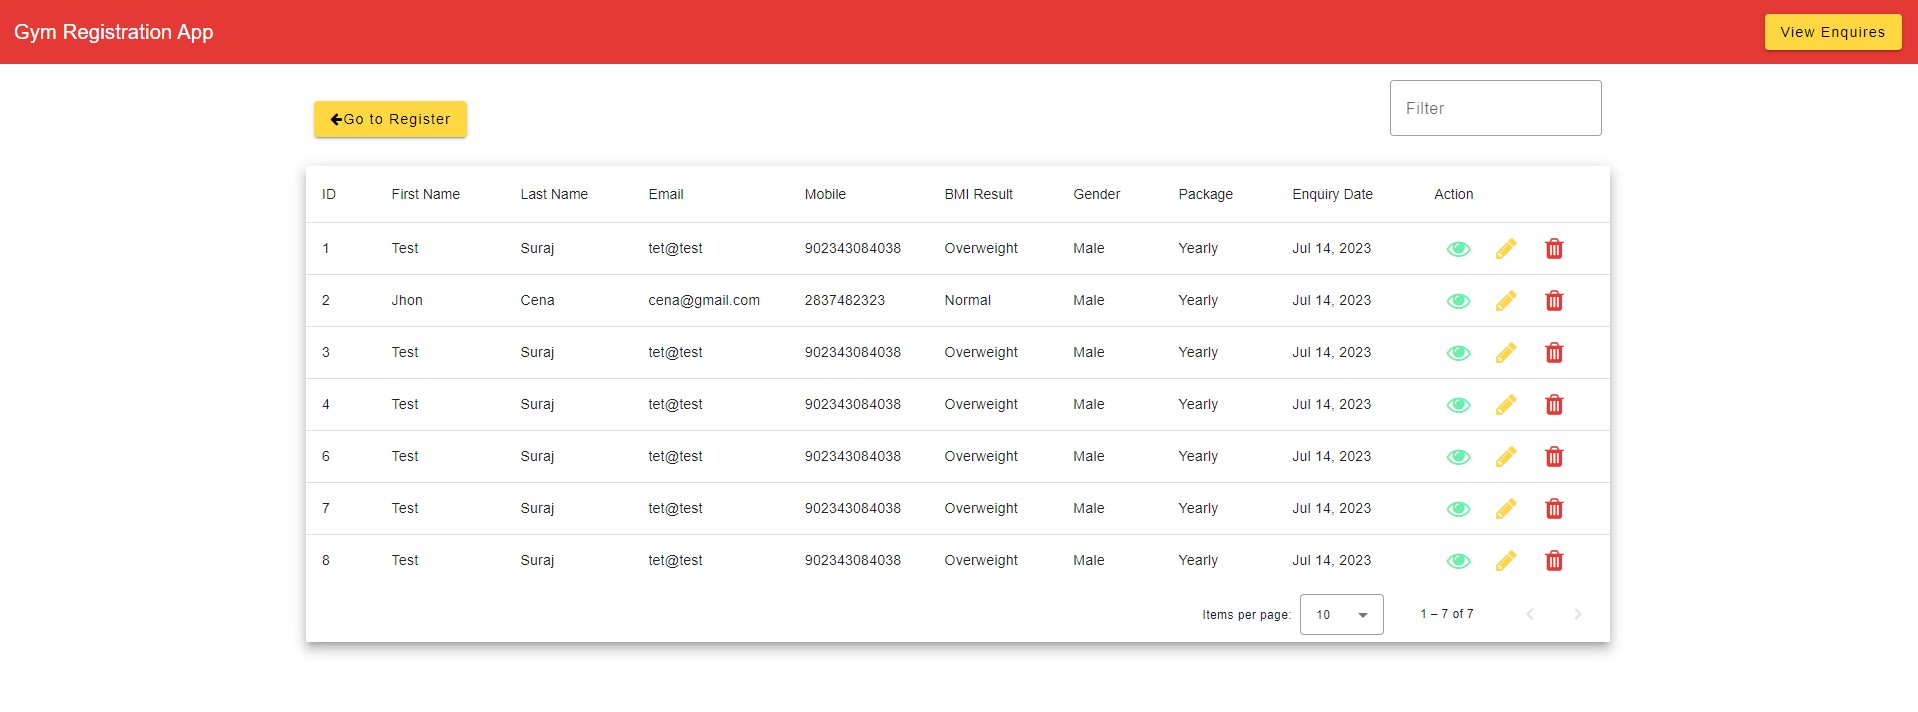 Gym Registration App View Enquires
Go to Register Filter
ID First Name Last Name Email Mobile BMI Result Gender Package Enquiry Date Action
1 Test Suraj tet@test 902343084038 Overweight Male Yearly Jul 14, 2023
2 Jhon Cena cena@gmail.com 2837482323 Normal Male Yearly Jul 14, 2023
3 Test Suraj tet@test 902343084038 Overweight Male Yearly Jul 14, 2023
4 Test Suraj tet@test 902343084038 Overweight Male Yearly Jul 14, 2023
6 Test Suraj tet@test 902343084038 Overweight Male Yearly Jul 14, 2023
7 Test Suraj tet@test 902343084038 Overweight Male Yearly Jul 14, 2023
8 Test Suraj tet@test 902343084038 Overweight Male Yearly Jul 14, 2023
Items per page: 10 1 – 7 of 7